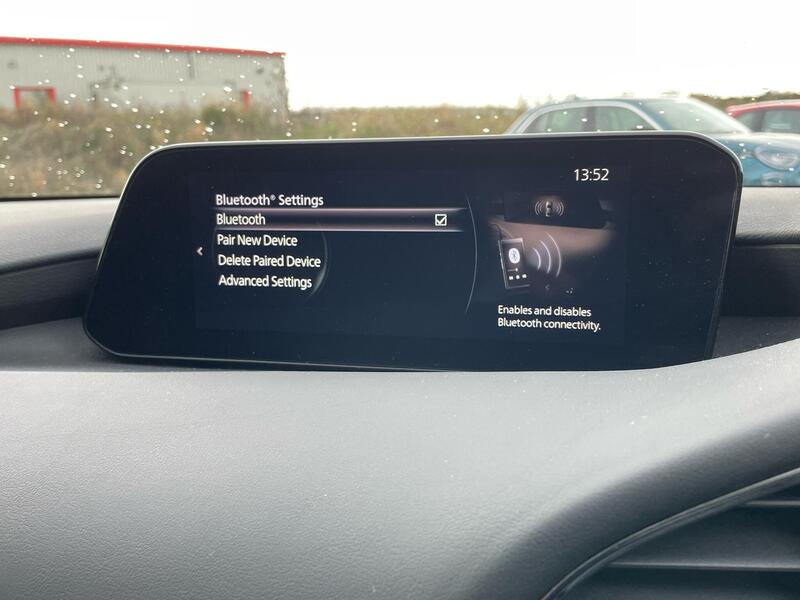 13:52
Bluetooth® Settings
Bluetooth
Pair New Device
Delete Paired Device
Advanced Settings
Enables and disables
Bluetooth connectivity.